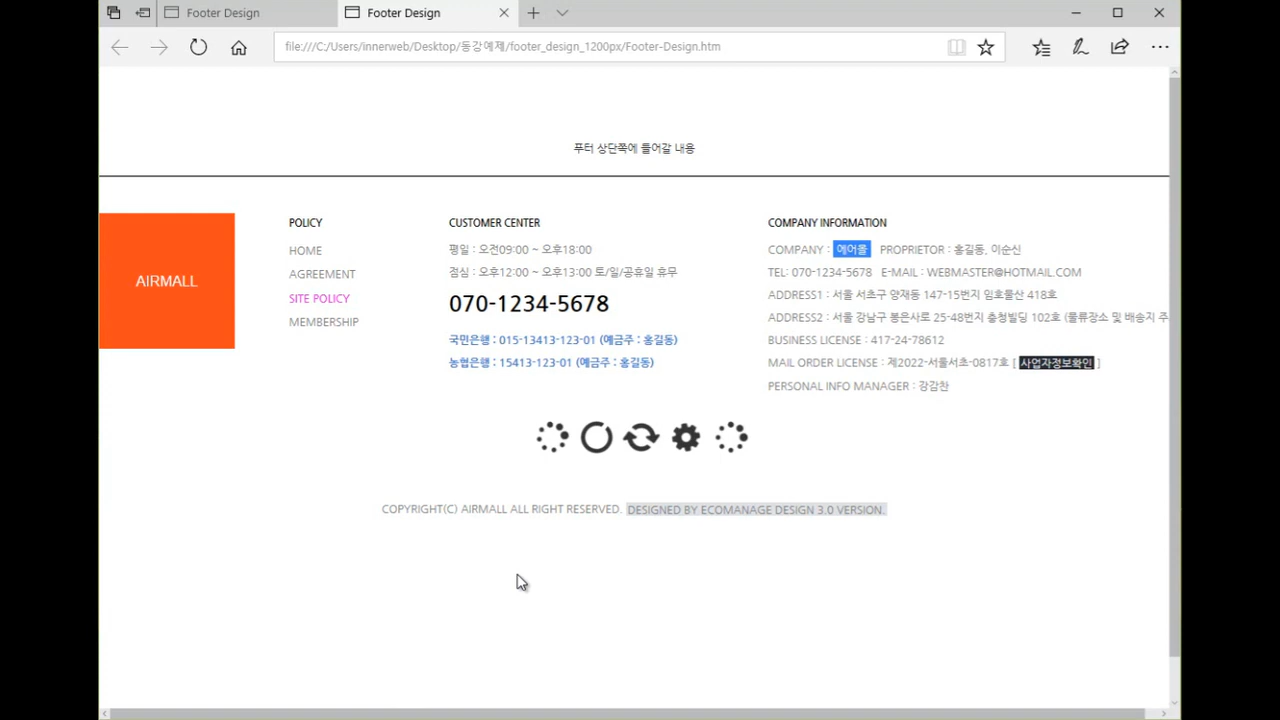 Footer Design
Footer Design
file:///C:/Users/innerweb/Desktop/동강예제/footer_design_1200px/Footer-Design.htm
푸터 상단쪽에 들어갈 내용
AIRMALL
POLICY
HOME
AGREEMENT
SITE POLICY
MEMBERSHIP
CUSTOMER CENTER
평일 : 오전09:00 ~ 오후18:00
점심 : 오후12:00 ~ 오후13:00 토/일/공휴일 휴무
070-1234-5678
국민은행 : 015-13413-123-01 (예금주 : 홍길동)
농협은행 : 15413-123-01 (예금주 : 홍길동)
COMPANY INFORMATION
COMPANY : 에어몰 PROPRIETOR : 홍길동, 이순신
TEL: 070-1234-5678 E-MAIL : WEBMASTER@HOTMAIL.COM
ADDRESS1 : 서울 서초구 양재동 147-15번지 임호물산 418호
ADDRESS2 : 서울 강남구 봉은사로 25-48번지 충청빌딩 102호 (물류장소 및 배송지 주
BUSINESS LICENSE : 417-24-78612
MAIL ORDER LICENSE : 제2022-서울서초-0817호 [ 사업자정보확인 ]
PERSONAL INFO MANAGER : 강감찬
COPYRIGHT(C) AIRMALL ALL RIGHT RESERVED. DESIGNED BY ECOMANAGE DESIGN 3.0 VERSION.